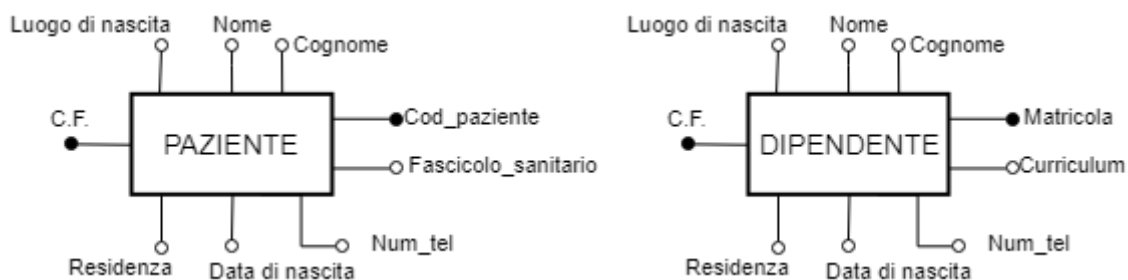 Luogo di nascita Nome Cognome
C.F. PAZIENTE Cod_paziente
Fascicolo_sanitario
Residenza Data di nascita Num_tel
Luogo di nascita Nome Cognome
C.F. DIPENDENTE Matricola
Curriculum
Residenza Data di nascita Num_tel